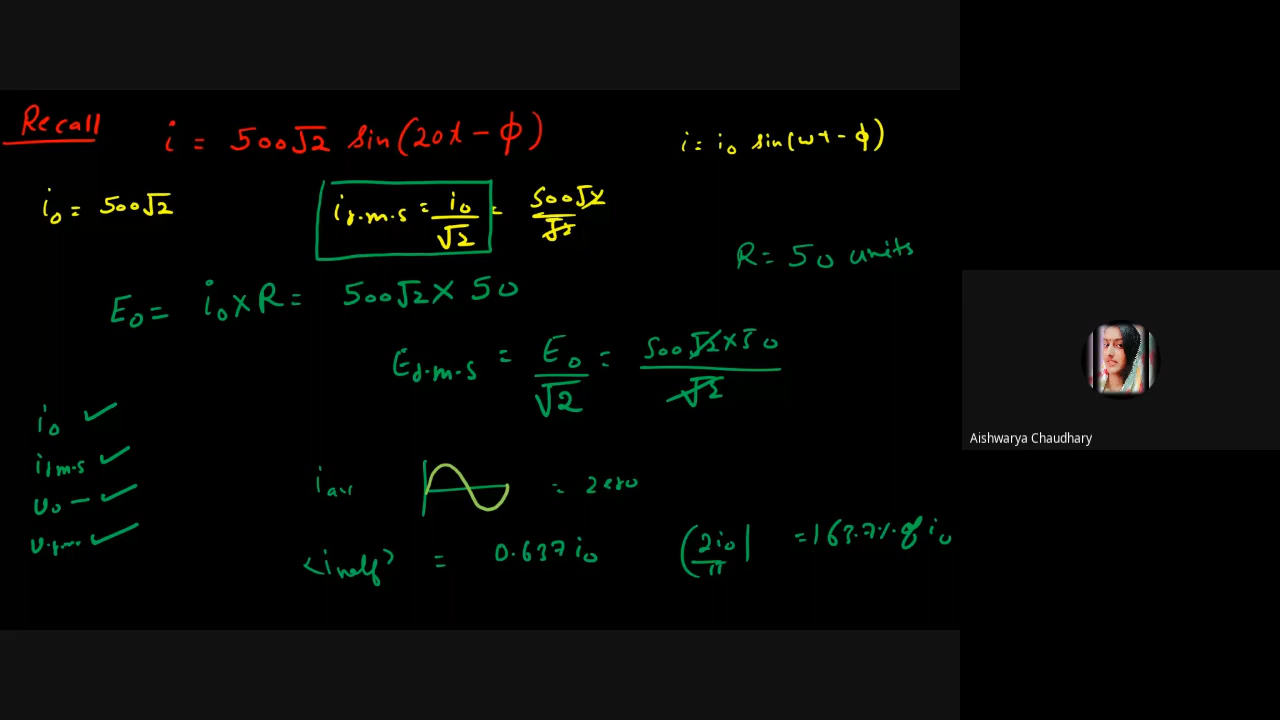 Recall i = 500√2 sin(20t - ϕ) i = i₀ sin(ωt - ϕ)
i₀ = 500√2 i r.m.s = i₀/√2 = 500√2/√2
R = 50 units
E₀ = i₀ × R = 500√2 × 50
E r.m.s = E₀/√2 = 500√2×50/√2
i₀ ✓
i rms ✓
v₀ - ✓
v rms ✓
i av = zero
<i half> = 0.637 i₀ (2i₀/π) = 63.7% of i₀
Aishwarya Chaudhary